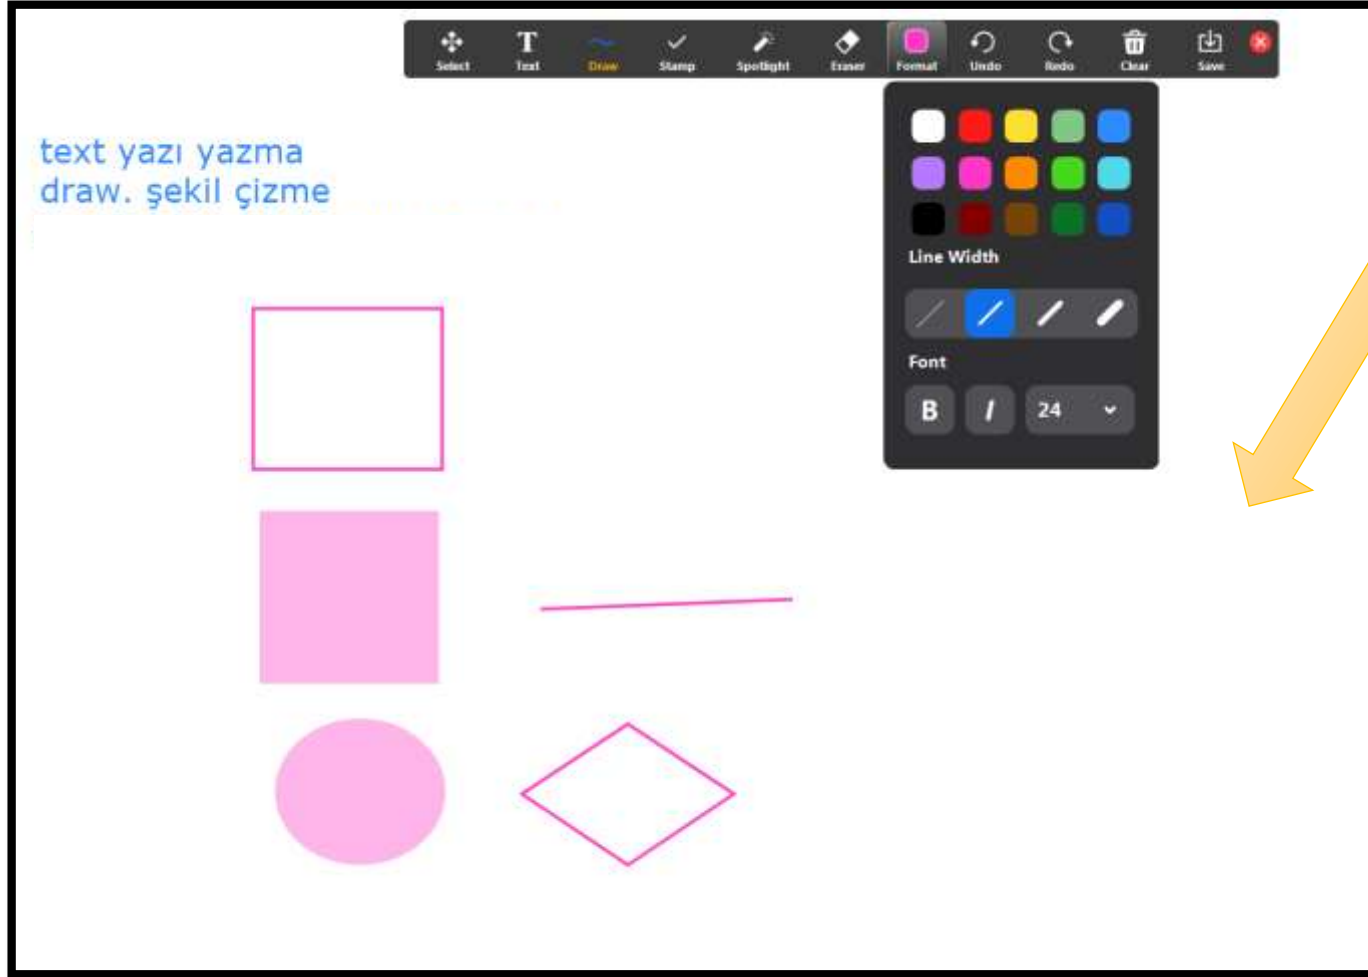 Select Text Draw Stamp Spotlight Eraser Format Undo Redo Clear Save
text yazı yazma
draw. şekil çizme
Line Width
Font
B I 24